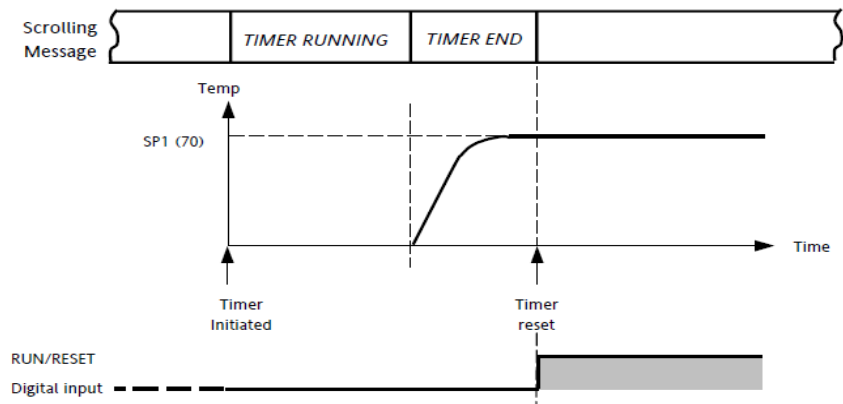 Scrolling
Message
TIMER RUNNING
TIMER END
Temp
SP1 (70)
Time
Timer
Initiated
Timer
reset
RUN/RESET
Digital input